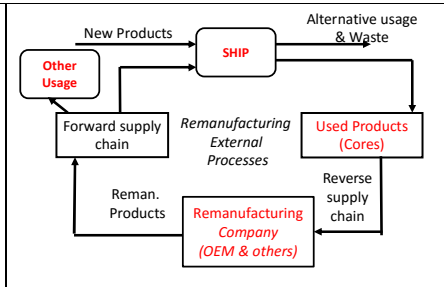 New Products
Alternative usage
& Waste
SHIP
Other
Usage
Forward supply
chain
Remanufacturing
External
Processes
Used Products
(Cores)
Reman.
Products
Remanufacturing
Company
(OEM & others)
Reverse
supply
chain